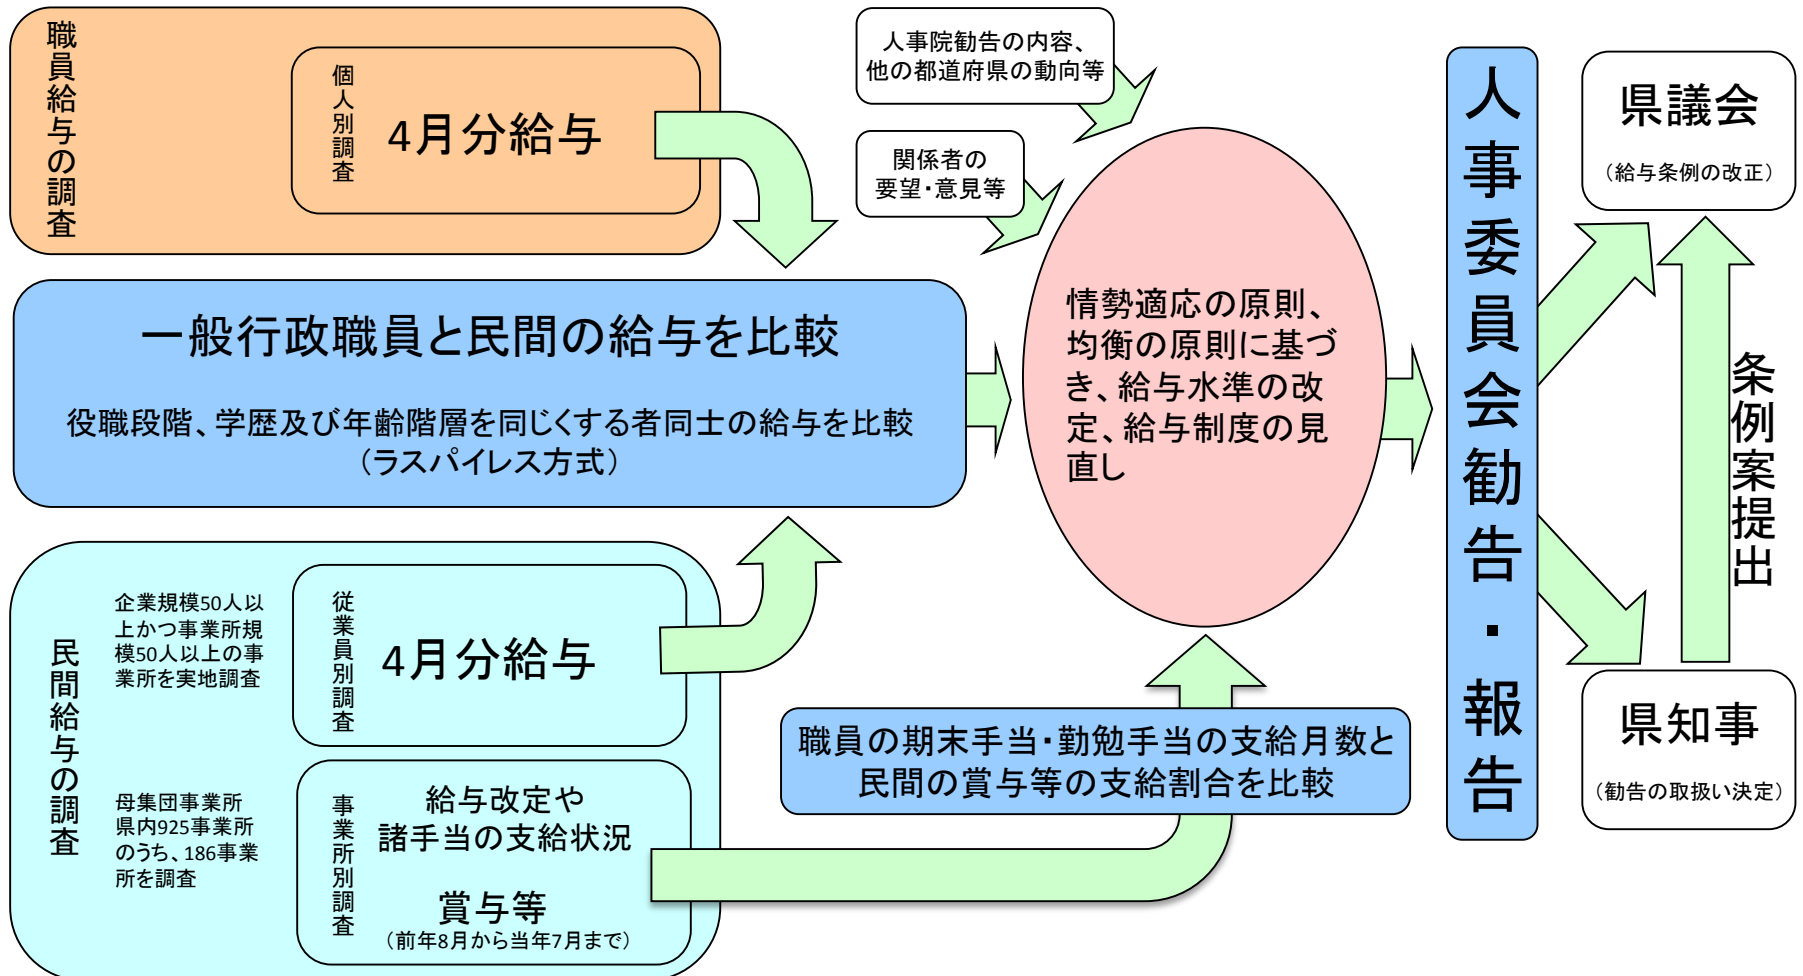 職員給与の調査
個人別調査
4月分給与
人事院勧告の内容、
他の都道府県の動向等
関係者の
要望・意見等
一般行政職員と民間の給与を比較
役職段階、学歴及び年齢階層を同じくする者同士の給与を比較
（ラスパイレス方式）
情勢適応の原則、
均衡の原則に基づ
き、給与水準の改
定、給与制度の見
直し
人事委員会勧告・報告
県議会
（給与条例の改正）
条例案提出
県知事
（勧告の取扱い決定）
民間給与の調査
企業規模50人以
上かつ事業所規
模50人以上の事
業所を実地調査
従業員別調査
4月分給与
母集団事業所
県内925事業所
のうち、186事業
所を調査
事業所別調査
給与改定や
諸手当の支給状況
賞与等
（前年8月から当年7月まで）
職員の期末手当・勤勉手当の支給月数と
民間の賞与等の支給割合を比較